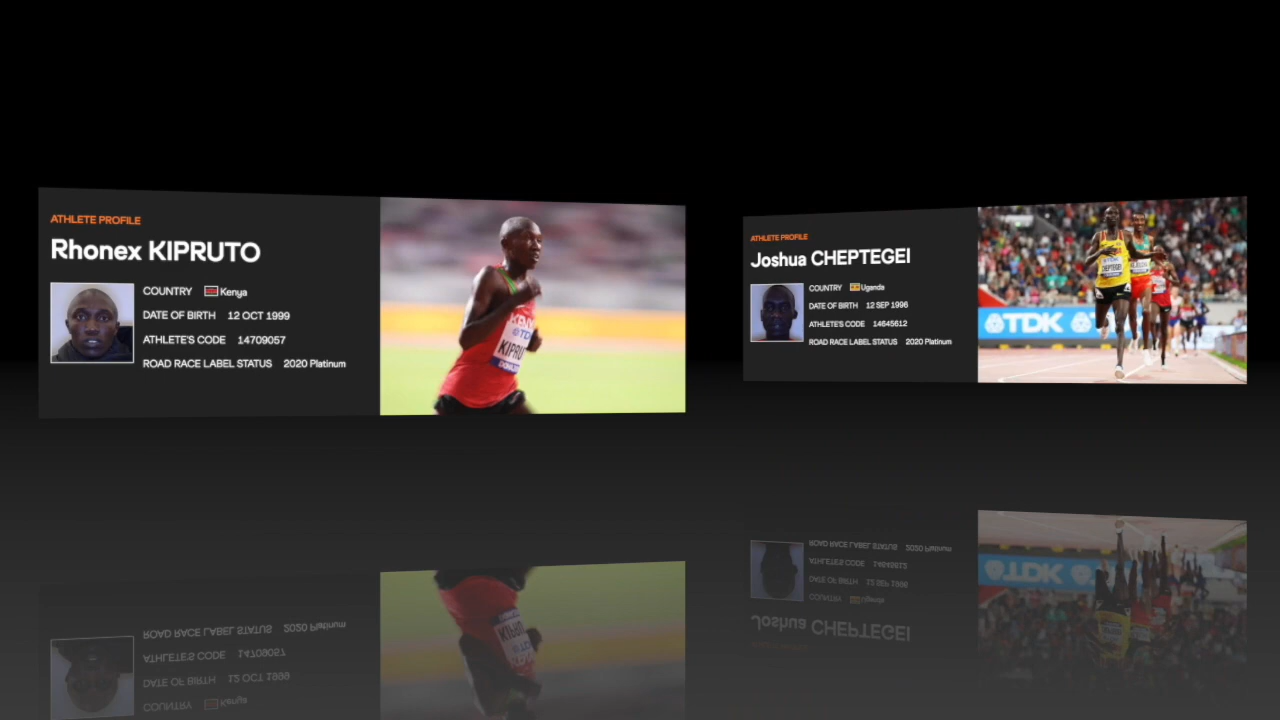 ATHLETE PROFILE
Rhonex KIPRUTO
COUNTRY Kenya
DATE OF BIRTH 12 OCT 1999
ATHLETE'S CODE 14709057
ROAD RACE LABEL STATUS 2020 Platinum
TDK
KIPRU
ATHLETE PROFILE
Joshua CHEPTEGEI
COUNTRY Uganda
DATE OF BIRTH 12 SEP 1996
ATHLETE'S CODE 14645612
ROAD RACE LABEL STATUS 2020 Platinum
CHEPTEGEI
TDK